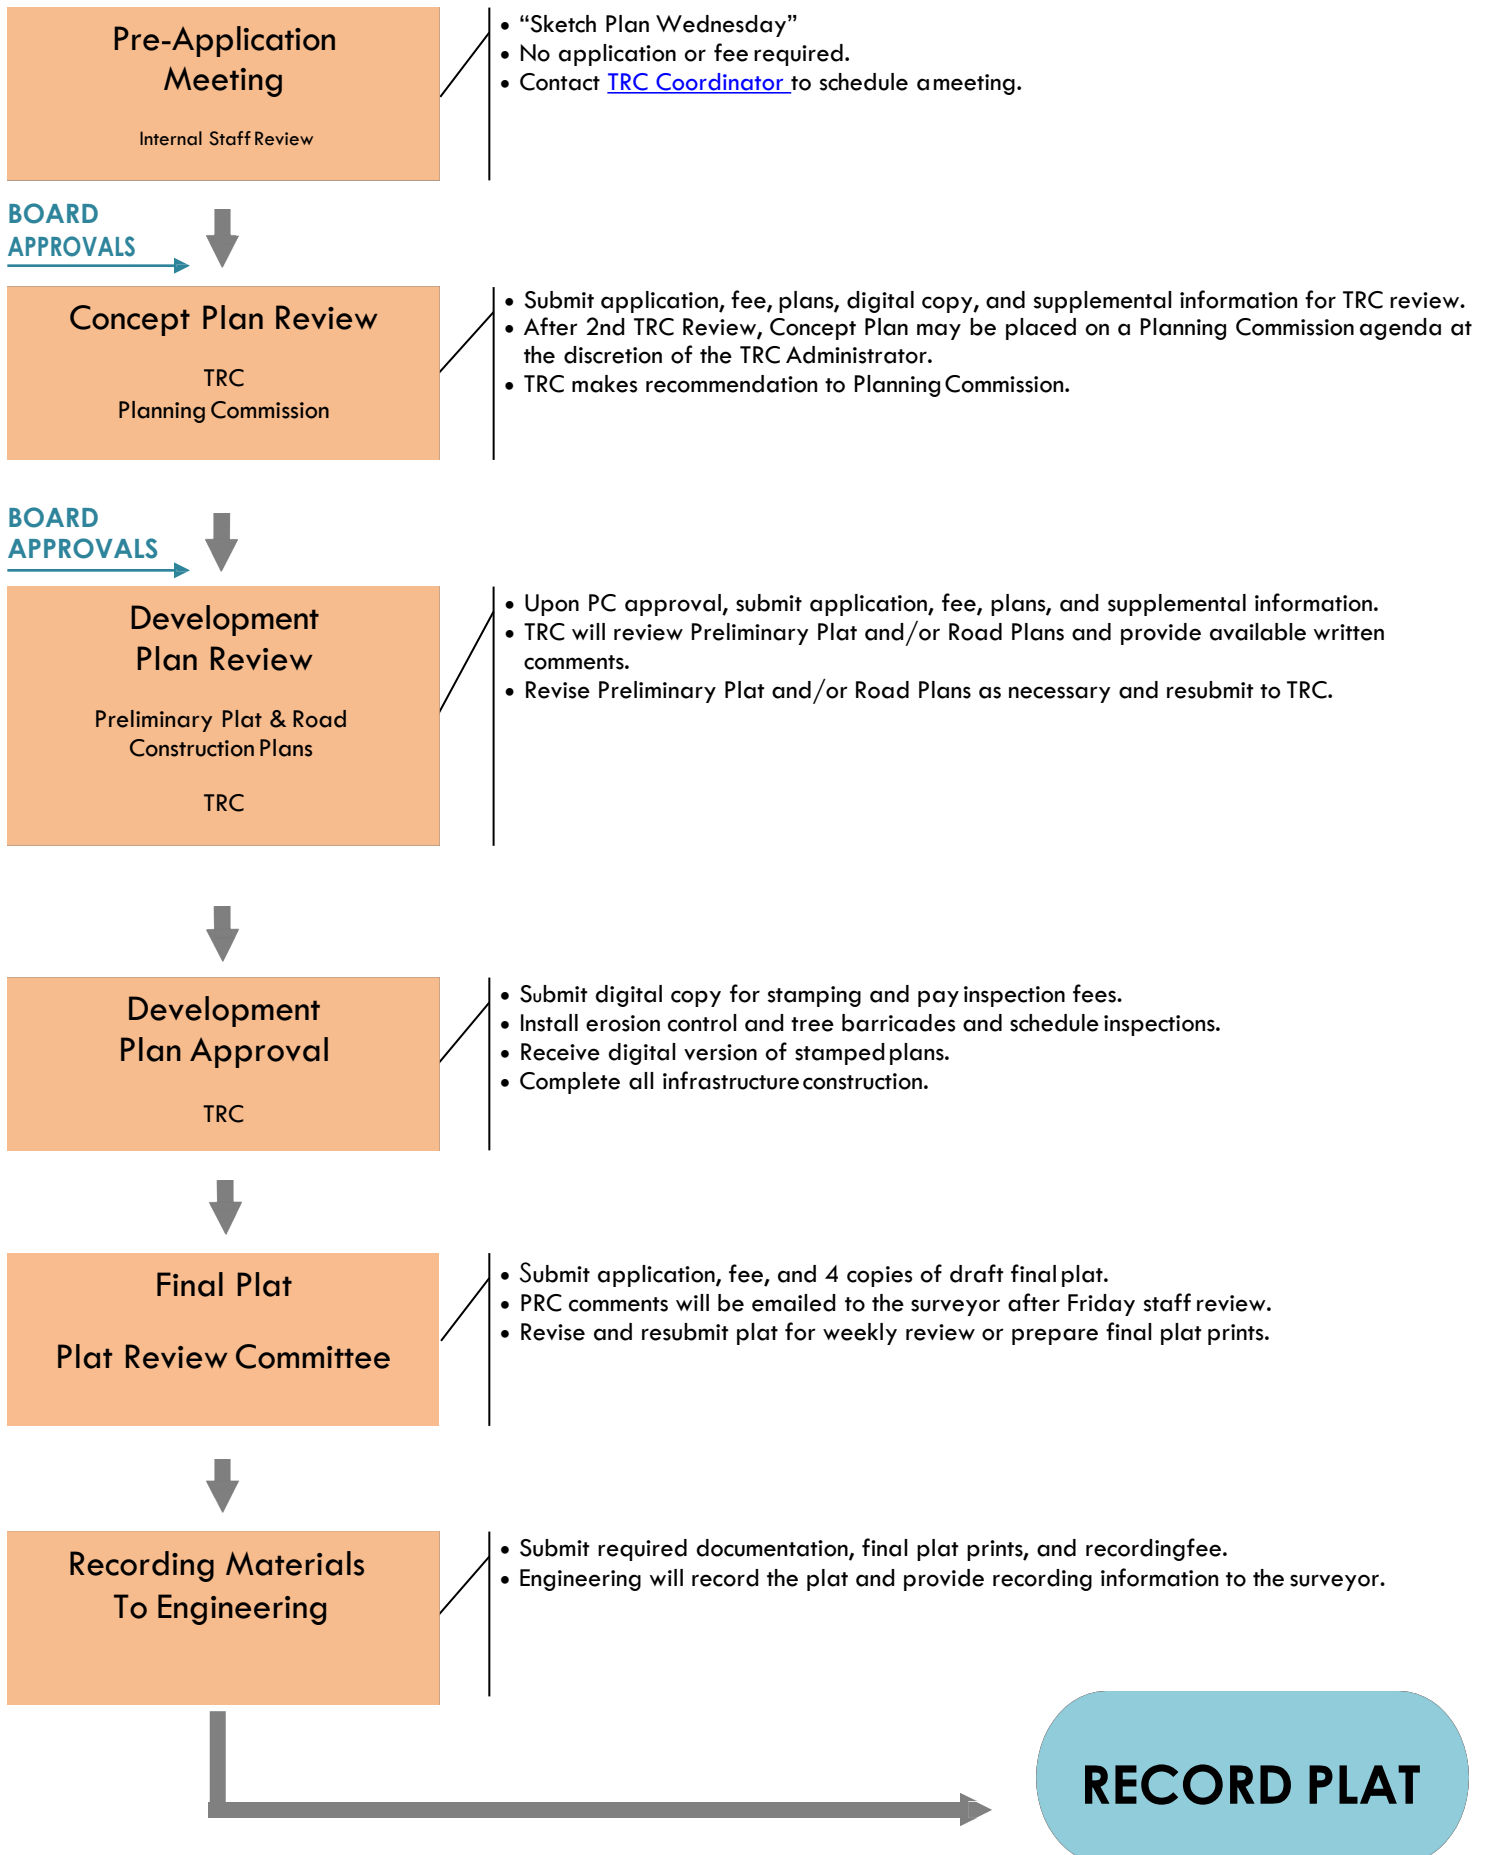 Pre-Application
Meeting
Internal Staff Review
• “Sketch Plan Wednesday”
• No application or fee required.
• Contact TRC Coordinator to schedule a meeting.
BOARD
APPROVALS
Concept Plan Review
TRC
Planning Commission
• Submit application, fee, plans, digital copy, and supplemental information for TRC review.
• After 2nd TRC Review, Concept Plan may be placed on a Planning Commission agenda at
the discretion of the TRC Administrator.
• TRC makes recommendation to Planning Commission.
BOARD
APPROVALS
Development
Plan Review
Preliminary Plat & Road
Construction Plans
TRC
• Upon PC approval, submit application, fee, plans, and supplemental information.
• TRC will review Preliminary Plat and/or Road Plans and provide available written
comments.
• Revise Preliminary Plat and/or Road Plans as necessary and resubmit to TRC.
Development
Plan Approval
TRC
• Submit digital copy for stamping and pay inspection fees.
• Install erosion control and tree barricades and schedule inspections.
• Receive digital version of stamped plans.
• Complete all infrastructure construction.
Final Plat
Plat Review Committee
• Submit application, fee, and 4 copies of draft final plat.
• PRC comments will be emailed to the surveyor after Friday staff review.
• Revise and resubmit plat for weekly review or prepare final plat prints.
Recording Materials
To Engineering
• Submit required documentation, final plat prints, and recordingfee.
• Engineering will record the plat and provide recording information to the surveyor.
RECORD PLAT